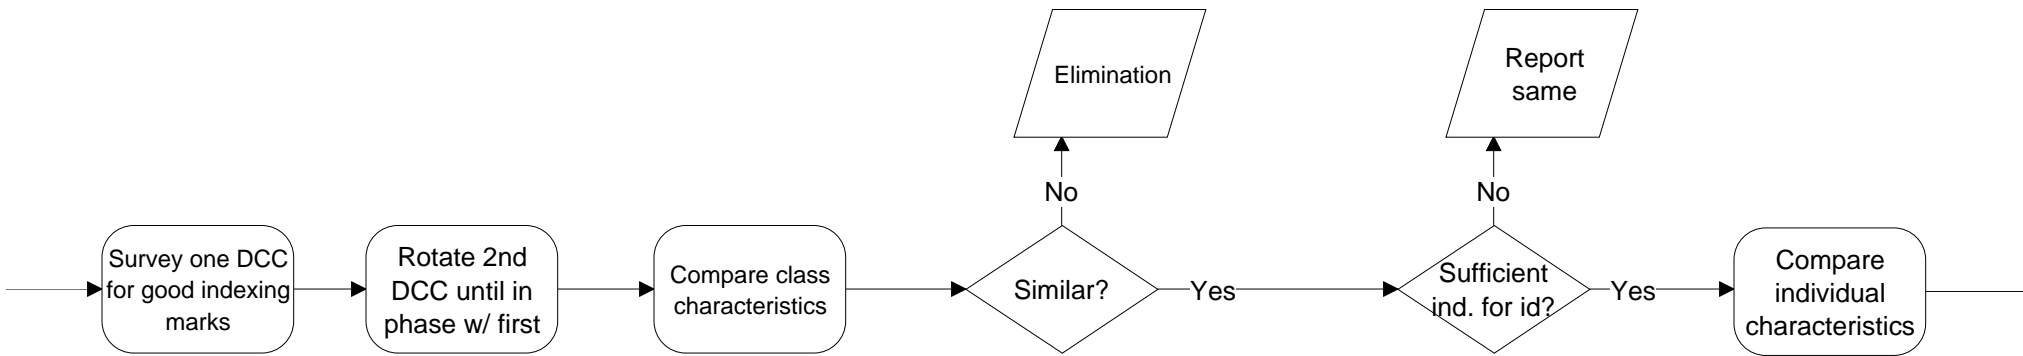 Survey one DCC
for good indexing
marks
Rotate 2nd
DCC until in
phase w/ first
Compare class
characteristics
Similar?
No
Elimination
Yes
Sufficient
ind. for id?
No
Report
same
Yes
Compare
individual
characteristics